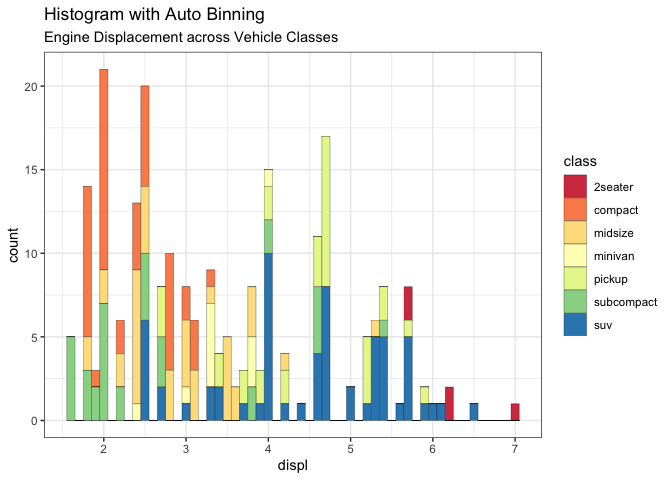 Histogram with Auto Binning
Engine Displacement across Vehicle Classes
20
15
10
5
0
count
2 3 4 5 6 7
displ
class
2seater
compact
midsize
minivan
pickup
subcompact
suv